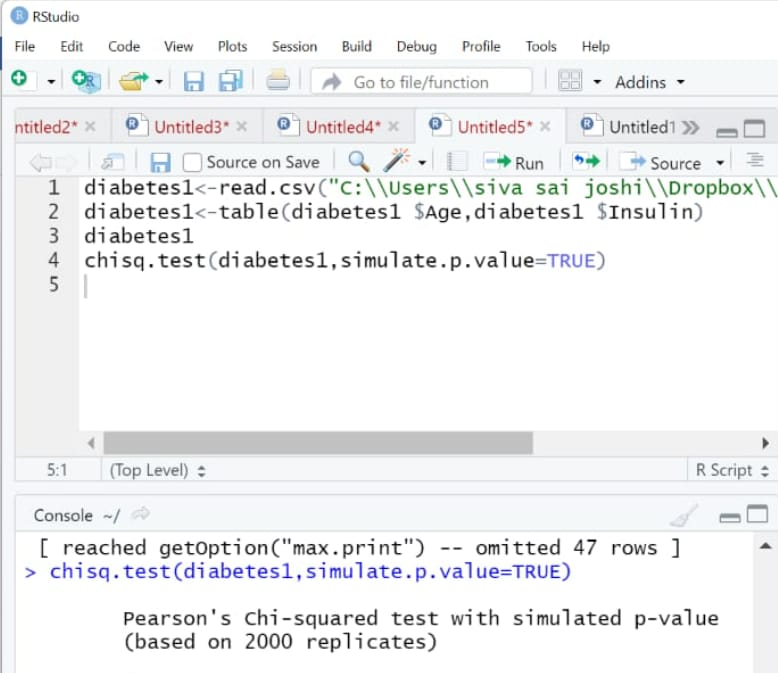 RStudio
File Edit Code View Plots Session Build Debug Profile Tools Help
Go to file/function Addins
ntitled2* Untitled3* Untitled4* Untitled5* Untitled1
Source on Save Run Source
1 diabetes1<-read.csv("C:\\Users\\siva sai joshi\\Dropbox\\
2 diabetes1<-table(diabetes1 $Age,diabetes1 $Insulin)
3 diabetes1
4 chisq.test(diabetes1,simulate.p.value=TRUE)
5
5:1 (Top Level) R Script
Console ~/
[ reached getOption("max.print") -- omitted 47 rows ]
> chisq.test(diabetes1,simulate.p.value=TRUE)
Pearson's Chi-squared test with simulated p-value
(based on 2000 replicates)